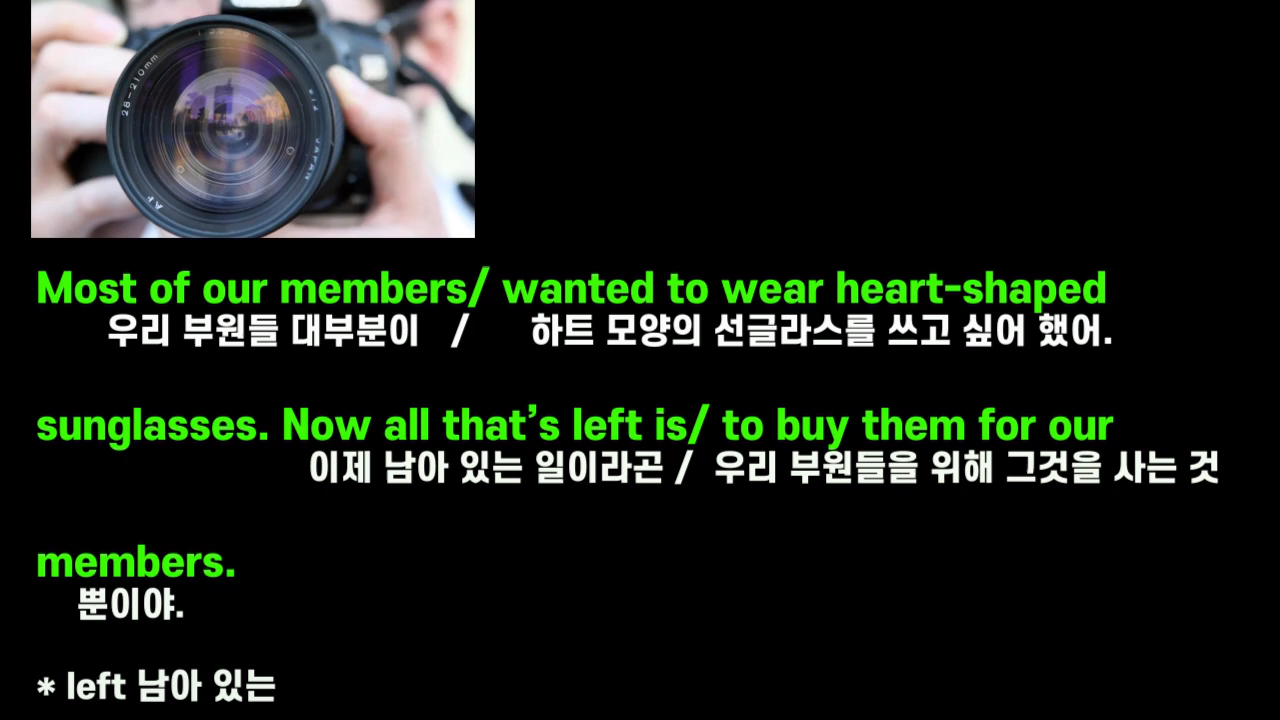 28-210mm
JAPAN
AF
Most of our members/ wanted to wear heart-shaped
우리 부원들 대부분이 / 하트 모양의 선글라스를 쓰고 싶어 했어.
sunglasses. Now all that's left is/ to buy them for our
이제 남아 있는 일이라곤 / 우리 부원들을 위해 그것을 사는 것
members.
뿐이야.
* left 남아 있는